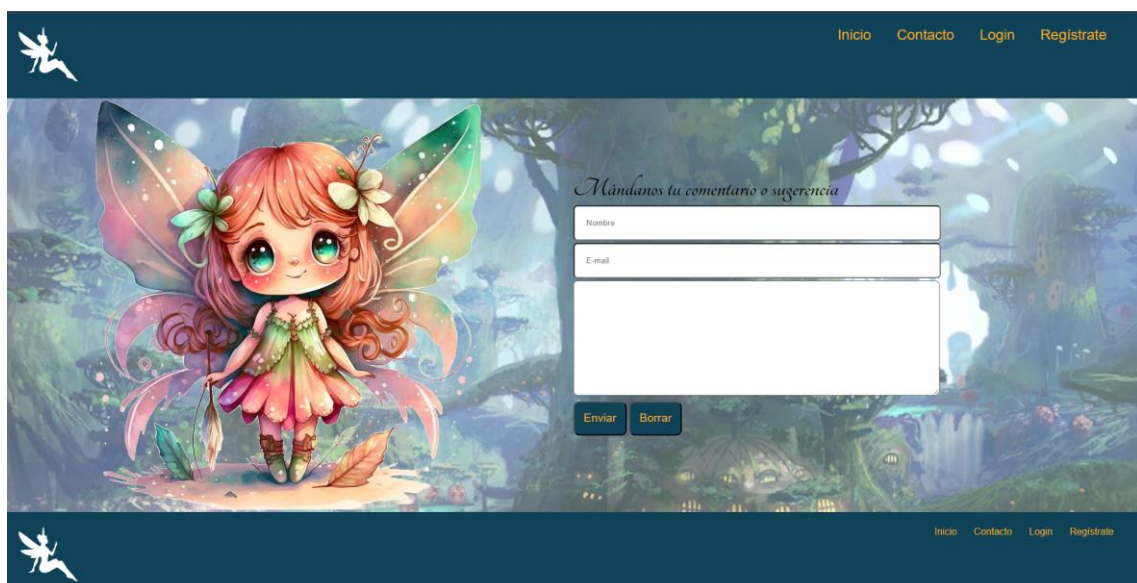 Inicio Contacto Login Regístrate
Mándanos tu comentario o sugerencia
Nombre
E-mail
Enviar Borrar
Inicio Contacto Login Regístrate